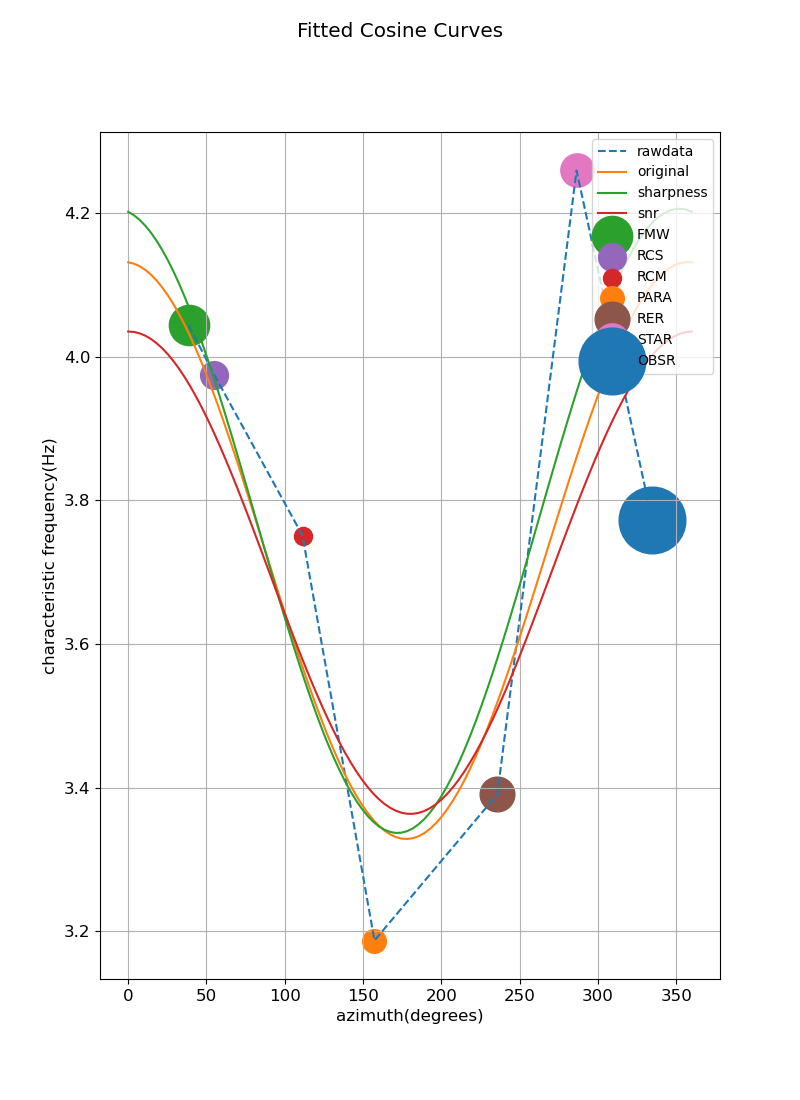 Fitted Cosine Curves
rawdata
original
sharpness
snr
FMW
RCS
RCM
PARA
RER
STAR
OBSR
4.2
4.0
3.8
3.6
3.4
3.2
characteristic frequency(Hz)
0 50 100 150 200 250 300 350
azimuth(degrees)